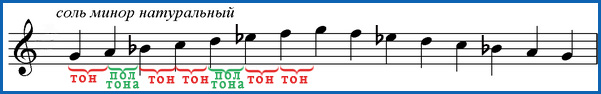 соль минор натуральный
тон пол тона тон тон пол тона тон тон